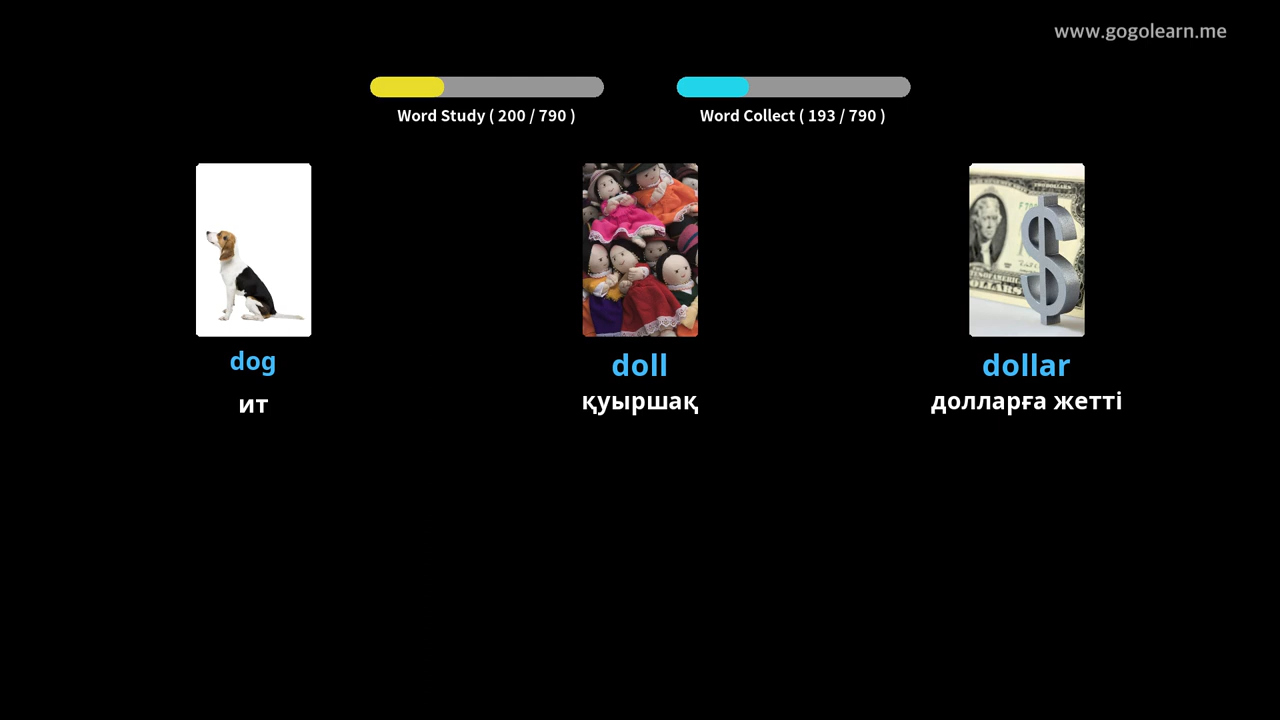 www.gogolearn.me
Word Study ( 200 / 790 )
Word Collect ( 193 / 790 )
dog
ит
doll
қуыршақ
dollar
долларға жетті